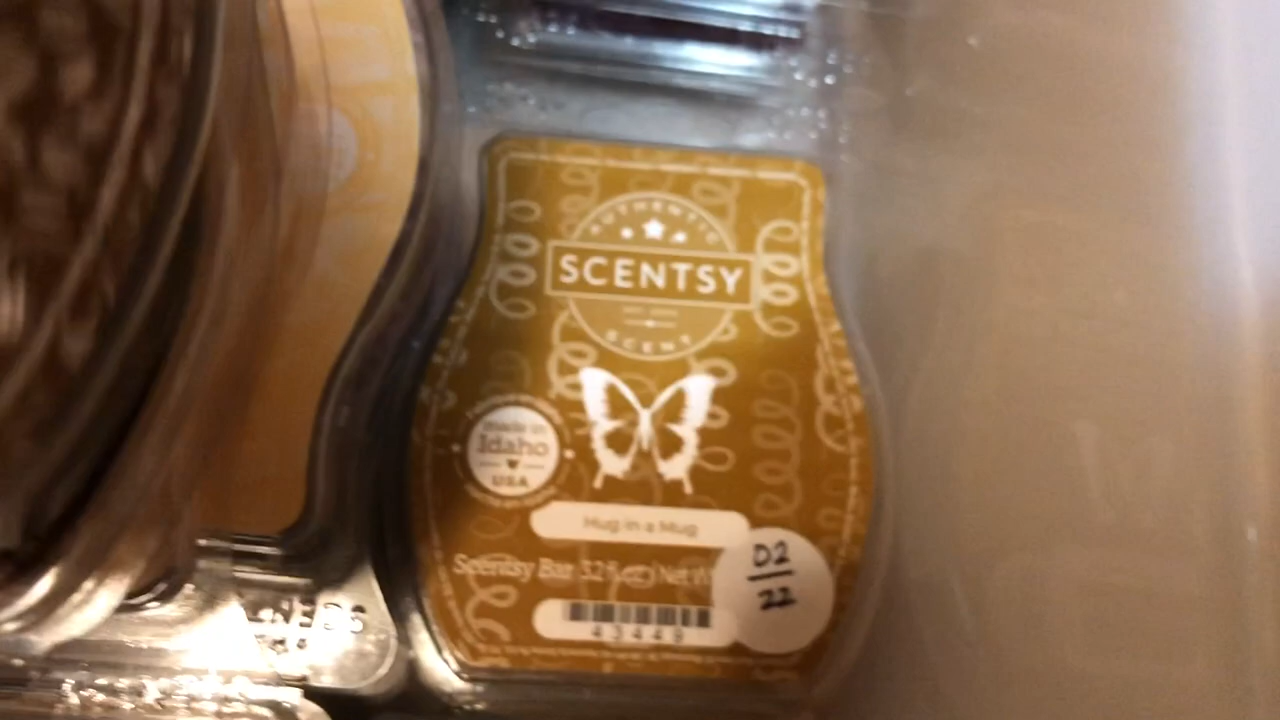 AUTHENTIC
SCENTSY
SCENT
made in
Idaho
USA
Hug in a Mug
Scentsy Bar 3.2 fl oz Net W
D2
22
43449
SCENTS